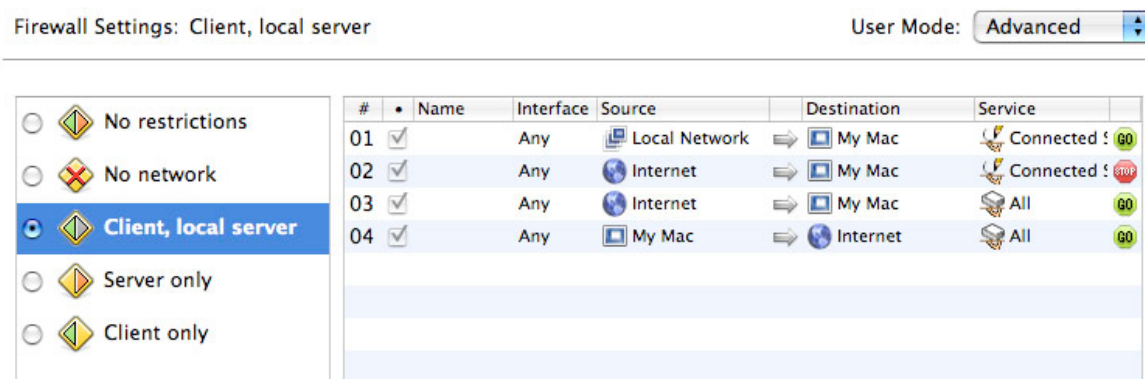 Firewall Settings: Client, local server
User Mode: Advanced
No restrictions
No network
Client, local server
Server only
Client only
# • Name Interface Source Destination Service
01 Any Local Network My Mac Connected S GO
02 Any Internet My Mac Connected S STOP
03 Any Internet My Mac All GO
04 Any My Mac Internet All GO